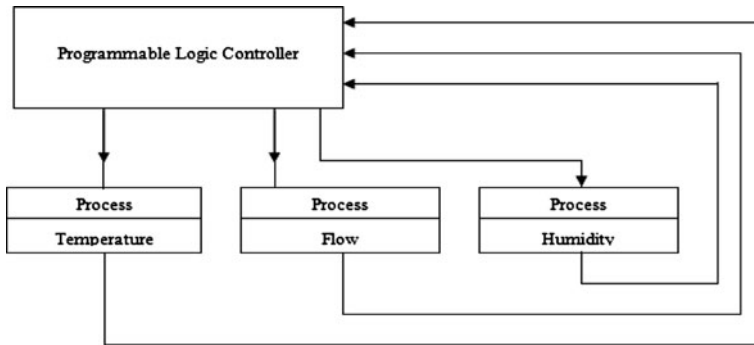 Programmable Logic Controller
Process
Process
Process
Temperature
Flow
Humidity